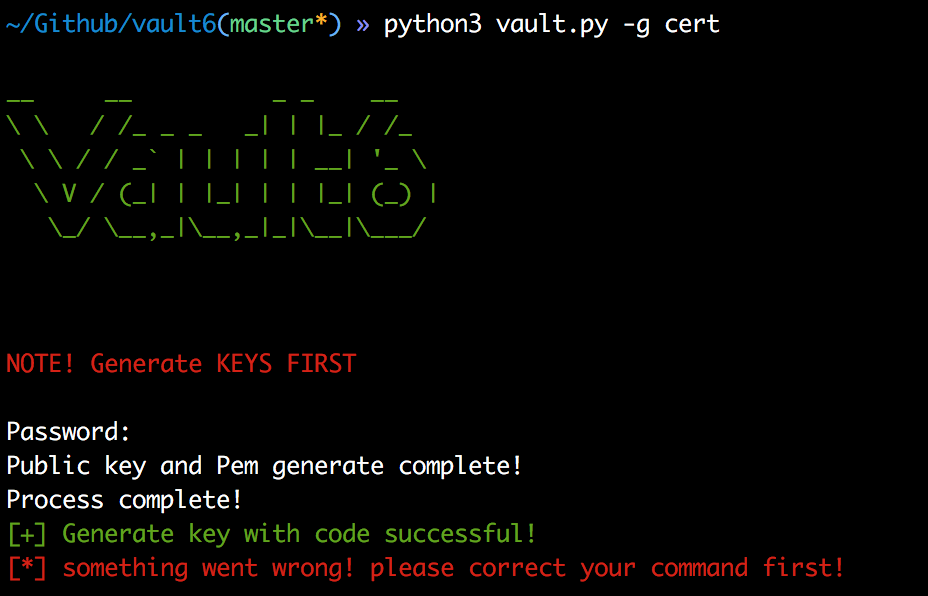 ~/Github/vault6(master*) » python3 vault.py -g cert
__     __          _ _    __
\ \   / /_ _ _   _| | |_ / /_
 \ \ / / _` | | | | | __| '_ \
  \ V / (_| | |_| | | |_| (_) |
   \_/ \__,_|\__,_|_|\__|\___/
NOTE! Generate KEYS FIRST
Password:
Public key and Pem generate complete!
Process complete!
[+] Generate key with code successful!
[*] something went wrong! please correct your command first!